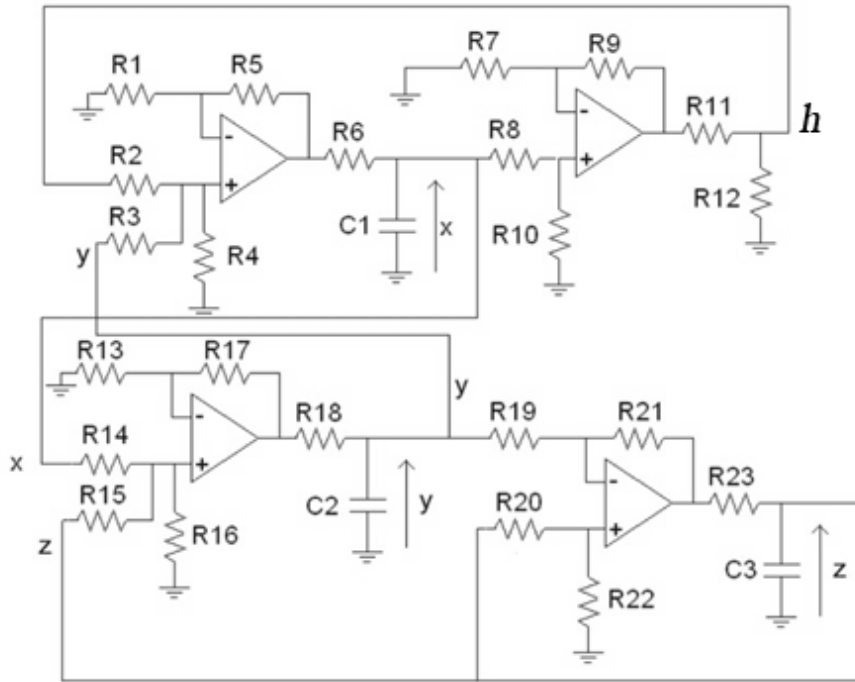 R1
R5
R7
R9
R2
R6
R8
R11
h
R3
R12
C1
x
R10
y
R4
R13
R17
y
R14
R18
R19
R21
x
R15
R23
R20
z
R16
C2
y
R22
C3
z
-
+
-
+
-
+
-
+